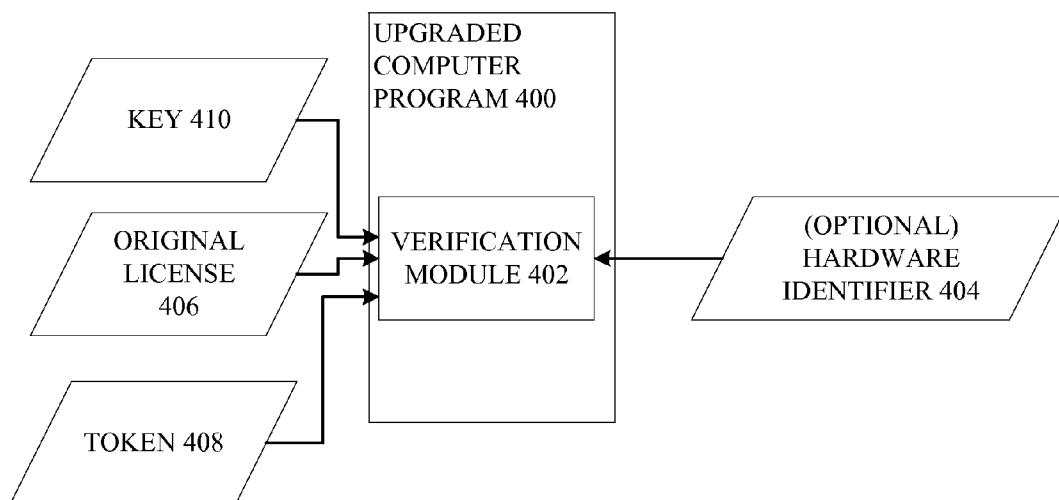 UPGRADED
COMPUTER
PROGRAM 400
KEY 410
ORIGINAL
LICENSE
406
TOKEN 408
VERIFICATION
MODULE 402
(OPTIONAL)
HARDWARE
IDENTIFIER 404